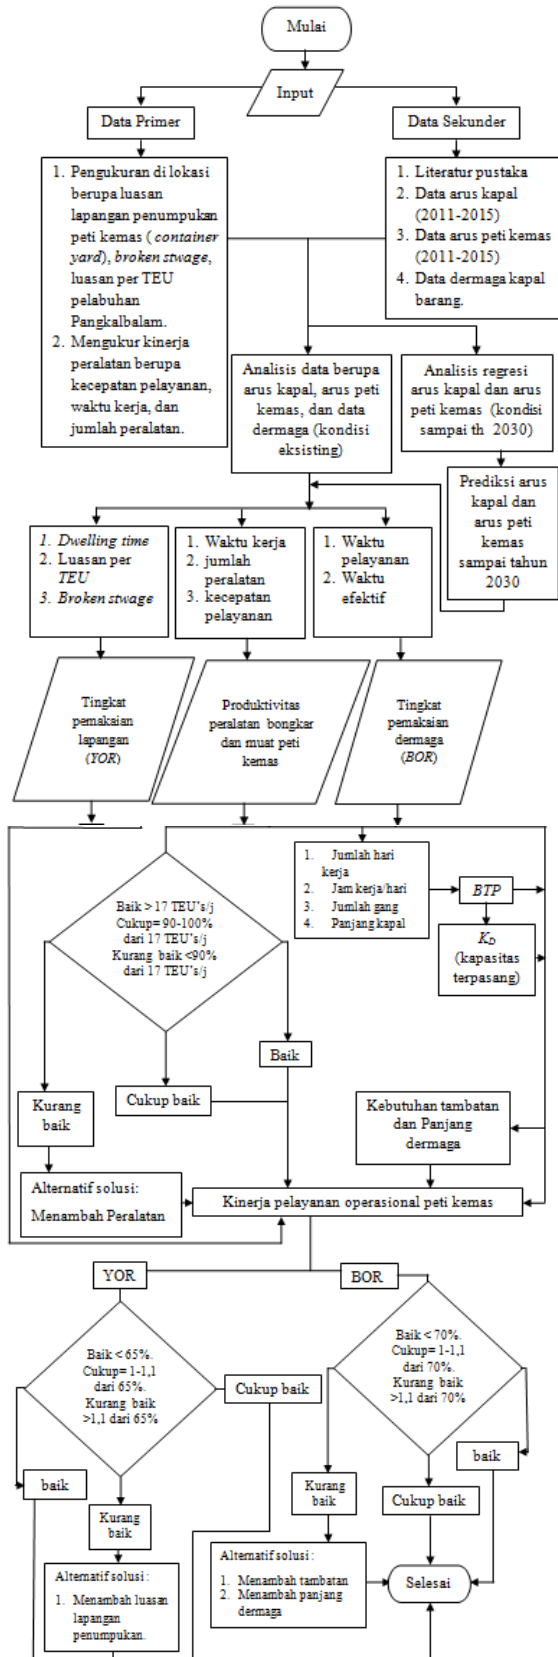 Mulai
Input
Data Primer
Data Sekunder
1. Pengukuran di lokasi
berupa luasan
lapangan penumpukan
peti kemas ( container
yard), broken stwage,
luasan per TEU
pelabuhan
Pangkalbalam.
2. Mengukur kinerja
peralatan berupa
kecepatan pelayanan,
waktu kerja, dan
jumlah peralatan.
1. Literatur pustaka
2. Data arus kapal
(2011-2015)
3. Data arus peti kemas
(2011-2015)
4. Data dermaga kapal
barang.
Analisis data berupa
arus kapal, arus peti
kemas, dan data
dermaga (kondisi
eksisting)
Analisis regresi
arus kapal dan arus
peti kemas (kondisi
sampai th 2030)
Prediksi arus
kapal dan
arus peti
kemas
sampai tahun
2030
1. Dwelling time
2. Luasan per
TEU
3. Broken stwage
1. Waktu kerja
2. jumlah
peralatan
3. kecepatan
pelayanan
1. Waktu
pelayanan
2. Waktu
efektif
Tingkat
pemakaian
lapangan
(YOR)
Produktivitas
peralatan bongkar
dan muat peti
kemas
Tingkat
pemakaian
dermaga
(BOR)
Baik > 17 TEU's/j
Cukup= 90-100%
dari 17 TEU's/j
Kurang baik <90%
dari 17 TEU's/j
1. Jumlah hari
kerja
2. Jam kerja/hari
3. Jumlah gang
4. Panjang kapal
BTP
KD
(kapasitas
terpasang)
Baik
Cukup baik
Kurang
baik
Kebutuhan tambatan
dan Panjang
dermaga
Alternatif solusi:
Menambah Peralatan
Kinerja pelayanan operasional peti kemas
YOR
BOR
Baik < 65%.
Cukup= 1-1,1
dari 65%.
Kurang baik
>1,1 dari 65%
Baik < 70%.
Cukup= 1-1,1
dari 70%.
Kurang baik
>1,1 dari 70%
Cukup baik
baik
baik
Kurang
baik
Cukup baik
Kurang
baik
Alternatif solusi :
1. Menambah tambatan
2. Menambah panjang
dermaga
Selesai
Alternatif solusi :
1. Menambah luasan
lapangan
penumpukan.